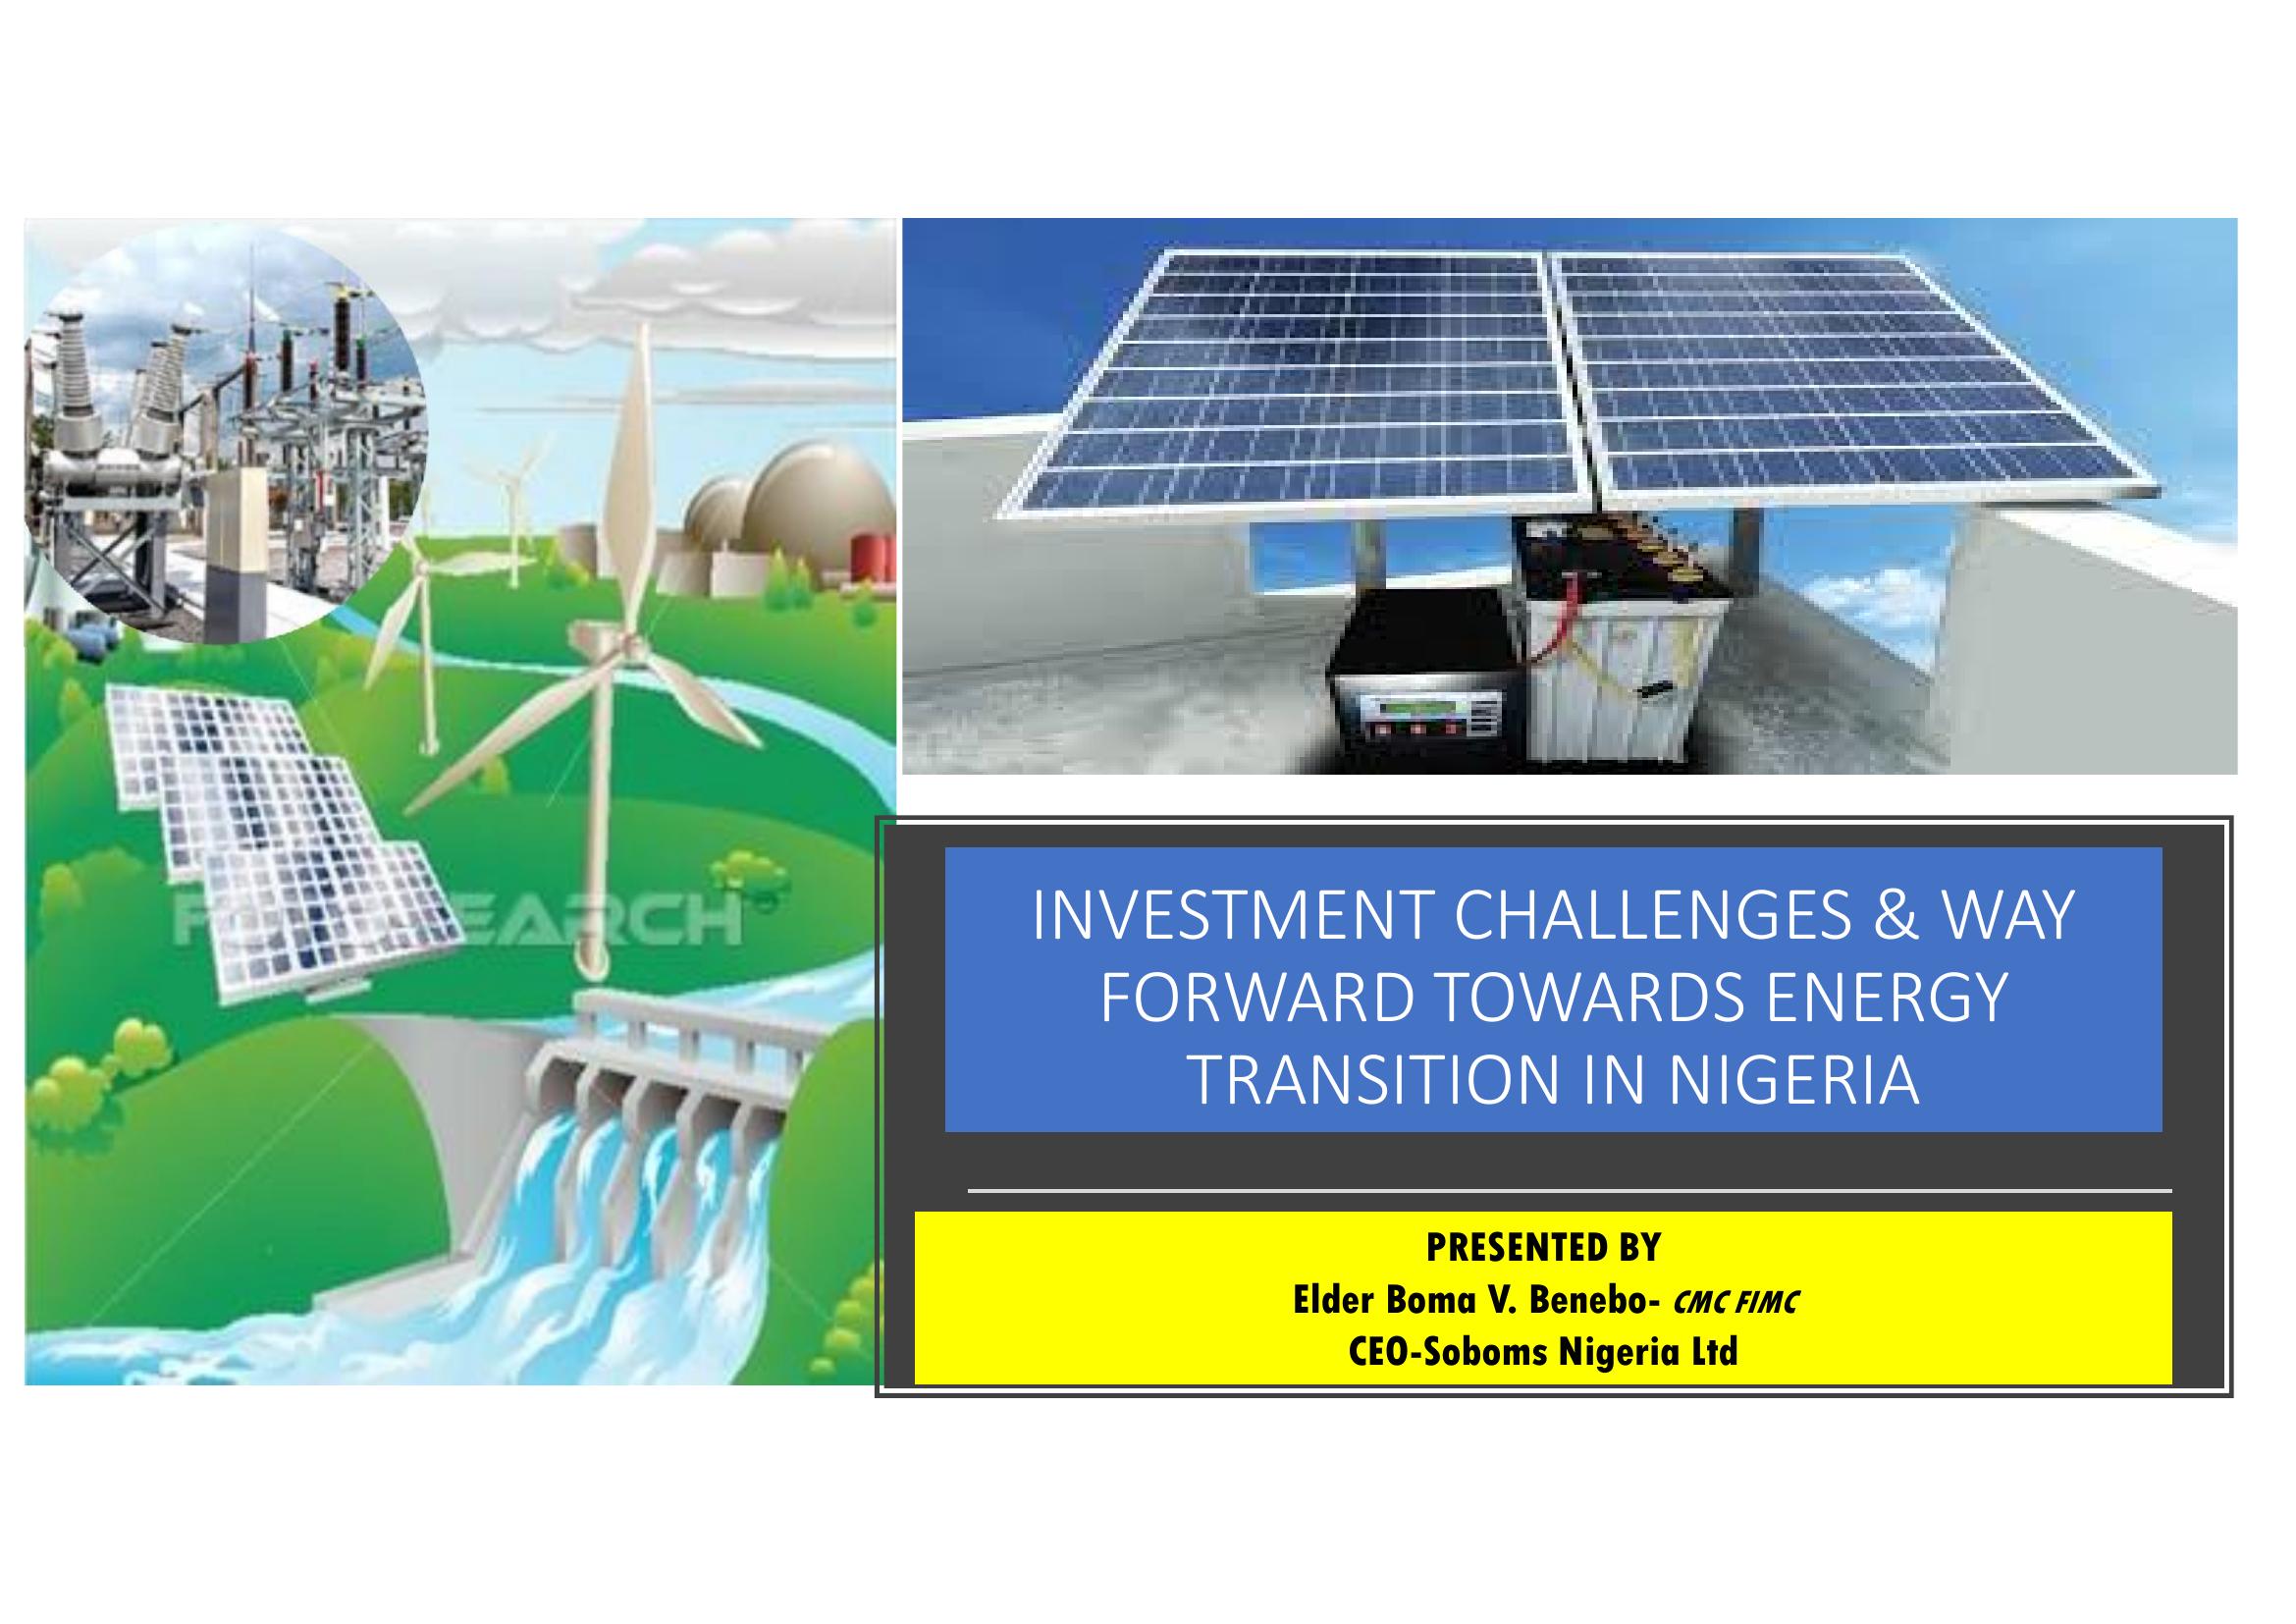 INVESTMENT CHALLENGES & WAY
FORWARD TOWARDS ENERGY
TRANSITION IN NIGERIA
PRESENTED BY
Elder Boma V. Benebo- CMC FIMC
CEO-Soboms Nigeria Ltd